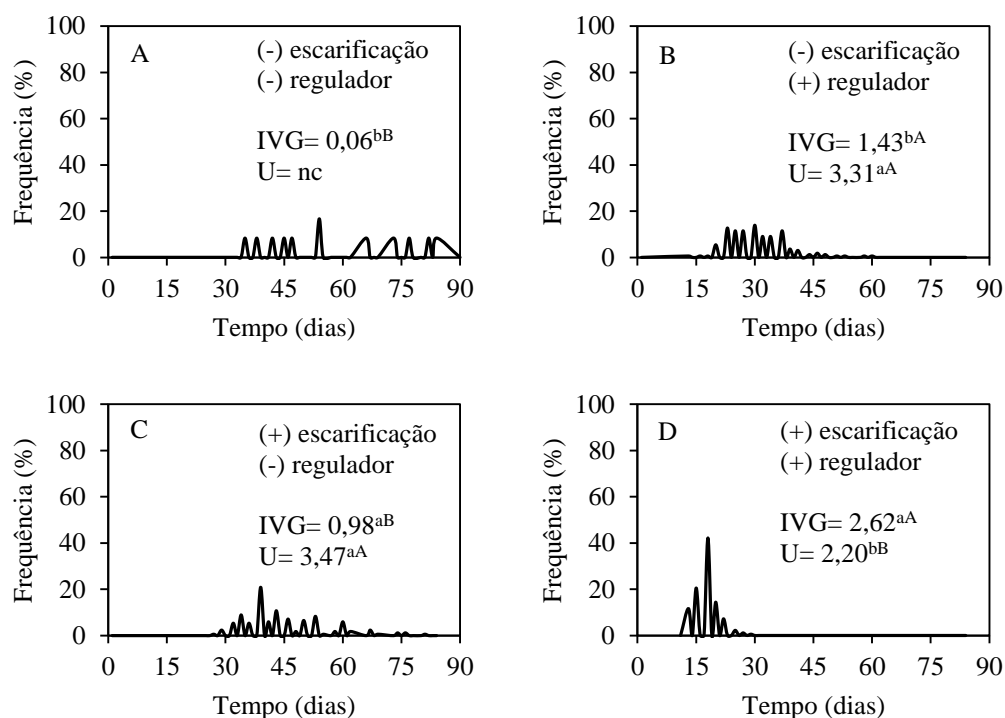 A
(-) escarificação
(-) regulador
IVG= 0,06bB
U= nc
Frequência (%)
100
80
60
40
20
0
0 15 30 45 60 75 90
Tempo (dias)
B
(-) escarificação
(+) regulador
IVG= 1,43bA
U= 3,31aA
Frequência (%)
100
80
60
40
20
0
0 15 30 45 60 75 90
Tempo (dias)
C
(+) escarificação
(-) regulador
IVG= 0,98aB
U= 3,47aA
Frequência (%)
100
80
60
40
20
0
0 15 30 45 60 75 90
Tempo (dias)
D
(+) escarificação
(+) regulador
IVG= 2,62aA
U= 2,20bB
Frequência (%)
100
80
60
40
20
0
0 15 30 45 60 75 90
Tempo (dias)